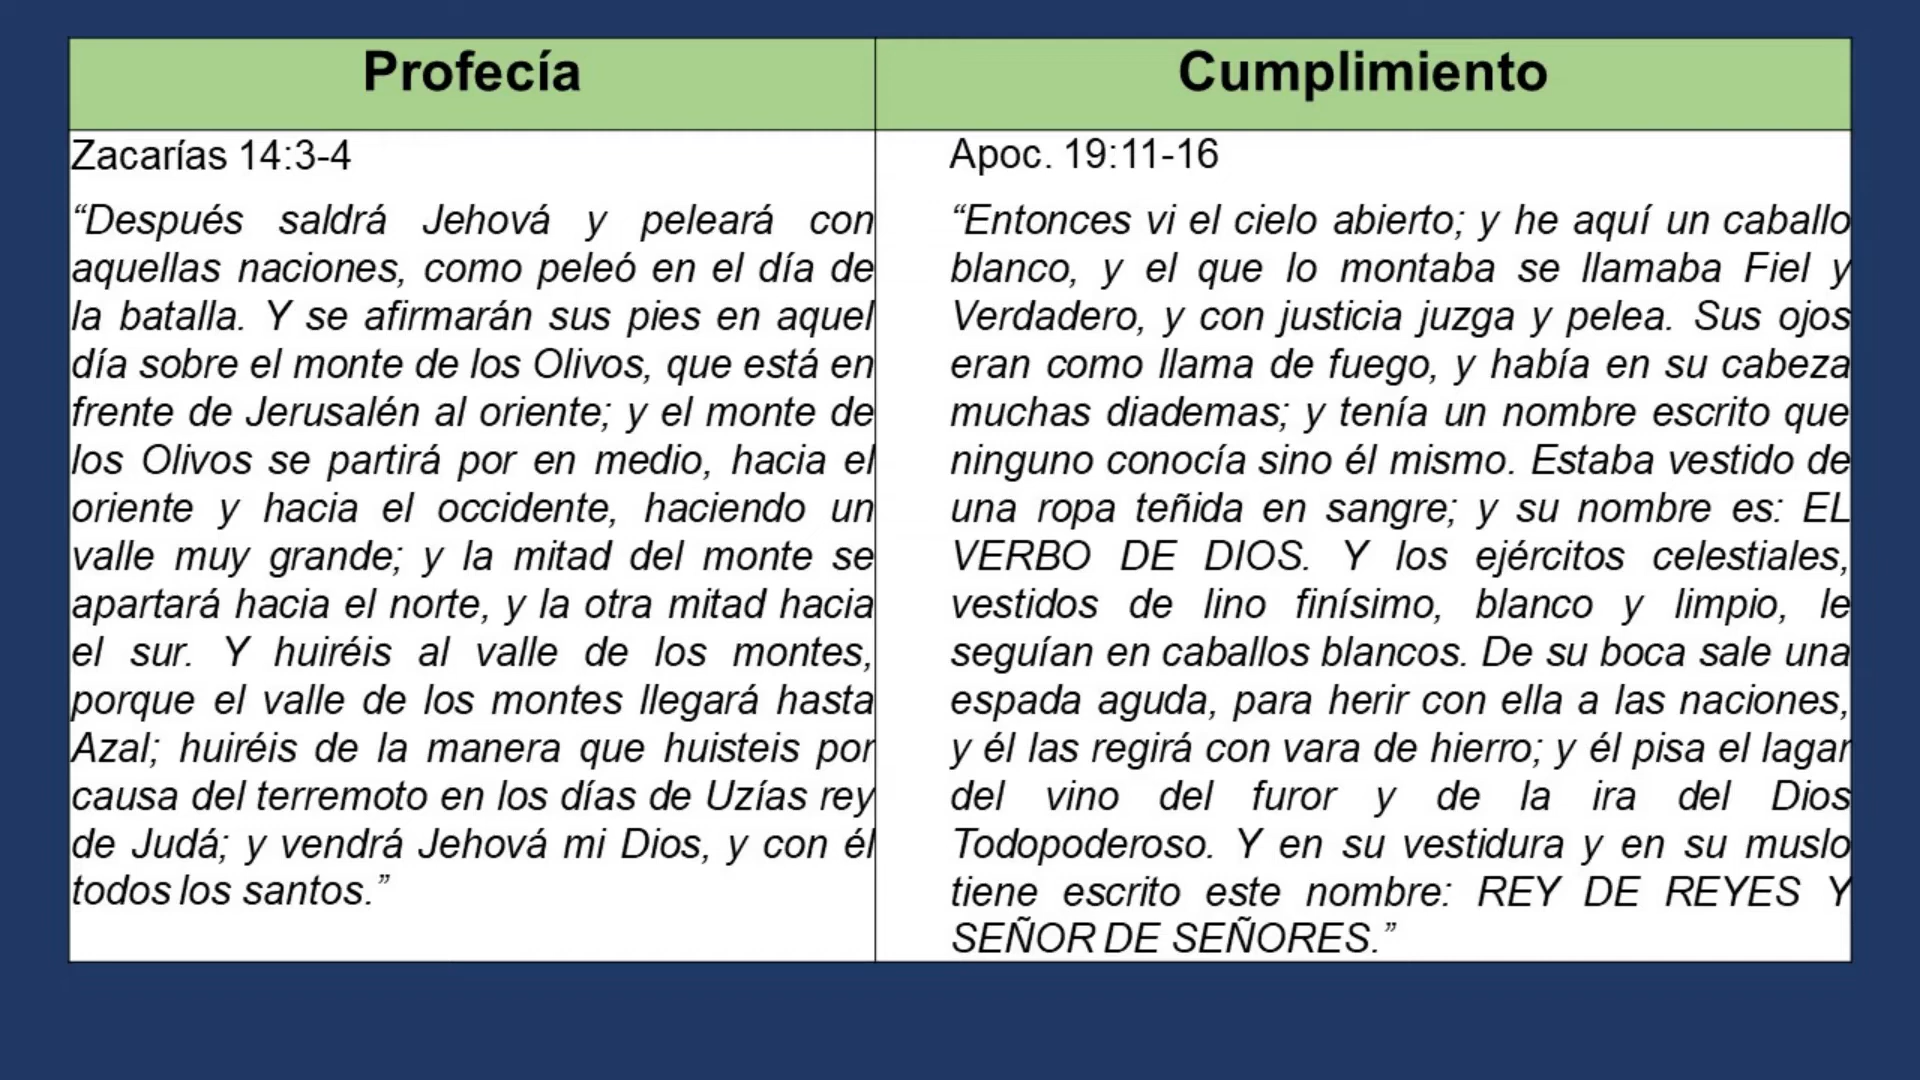 Profecía
Cumplimiento
Zacarías 14:3-4
“Después saldrá Jehová y peleará con
aquellas naciones, como peleó en el día de
la batalla. Y se afirmarán sus pies en aquel
día sobre el monte de los Olivos, que está en
frente de Jerusalén al oriente; y el monte de
los Olivos se partirá por en medio, hacia el
oriente y hacia el occidente, haciendo un
valle muy grande; y la mitad del monte se
apartará hacia el norte, y la otra mitad hacia
el sur. Y huiréis al valle de los montes,
porque el valle de los montes llegará hasta
Azal; huiréis de la manera que huisteis por
causa del terremoto en los días de Uzías rey
de Judá; y vendrá Jehová mi Dios, y con él
todos los santos.”
Apoc. 19:11-16
“Entonces vi el cielo abierto; y he aquí un caballo
blanco, y el que lo montaba se llamaba Fiel y
Verdadero, y con justicia juzga y pelea. Sus ojos
eran como llama de fuego, y había en su cabeza
muchas diademas; y tenía un nombre escrito que
ninguno conocía sino él mismo. Estaba vestido de
una ropa teñida en sangre; y su nombre es: EL
VERBO DE DIOS. Y los ejércitos celestiales,
vestidos de lino finísimo, blanco y limpio, le
seguían en caballos blancos. De su boca sale una
espada aguda, para herir con ella a las naciones,
y él las regirá con vara de hierro; y él pisa el lagar
del vino del furor y de la ira del Dios
Todopoderoso. Y en su vestidura y en su muslo
tiene escrito este nombre: REY DE REYES Y
SEÑOR DE SEÑORES.”